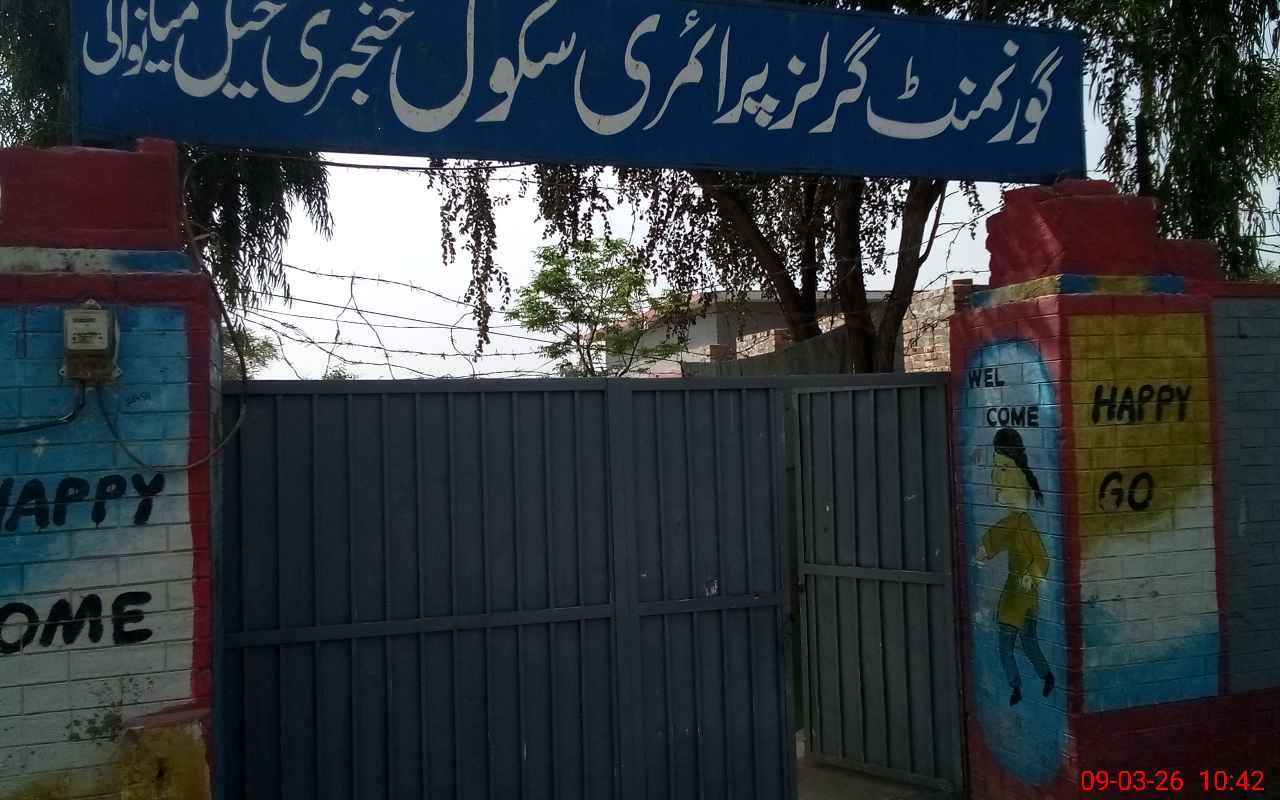 گورنمنٹ گرلز پرائمری سکول خنجری خیل میانوالی
HAPPY
OME
WEL
COME
HAPPY
GO
09-03-26 10:42